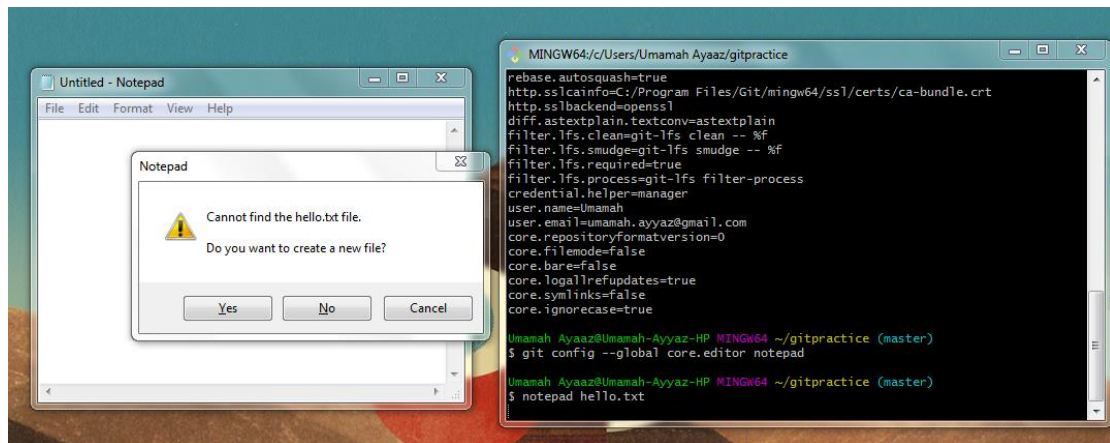 Untitled - Notepad
File Edit Format View Help
Notepad
Cannot find the hello.txt file.
Do you want to create a new file?
Yes No Cancel
MINGW64:/c/Users/Umamah Ayaaz/gitpractice
rebase.autosquash=true
http.sslcainfo=C:/Program Files/Git/mingw64/ssl/certs/ca-bundle.crt
http.sslbackend=openssl
diff.astextplain.textconv=astextplain
filter.lfs.clean=git-lfs clean -- %f
filter.lfs.smudge=git-lfs smudge -- %f
filter.lfs.required=true
filter.lfs.process=git-lfs filter-process
credential.helper=manager
user.name=Umamah
user.email=umamah.ayyaz@gmail.com
core.repositoryformatversion=0
core.filemode=false
core.bare=false
core.logallrefupdates=true
core.symlinks=false
core.ignorecase=true
Umamah Ayaaz@Umamah-Ayyaz-HP MINGW64 ~/gitpractice (master)
$ git config --global core.editor notepad
Umamah Ayaaz@Umamah-Ayyaz-HP MINGW64 ~/gitpractice (master)
$ notepad hello.txt